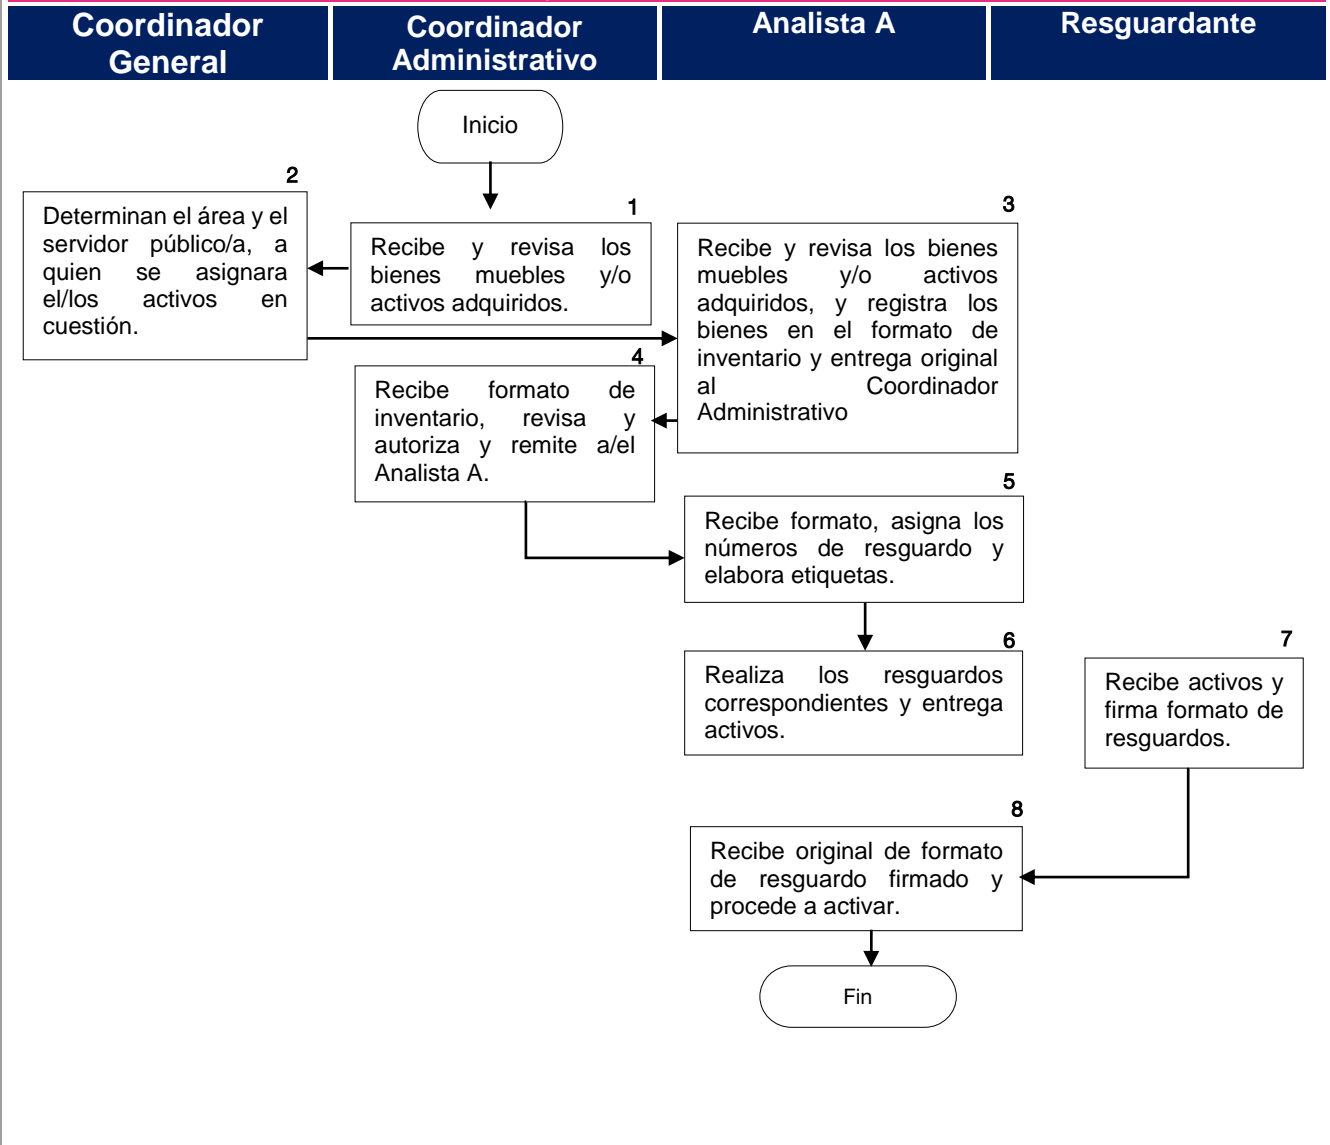 Coordinador
General
Coordinador
Administrativo
Analista A
Resguardante
Inicio
2
Determinan el área y el
servidor público/a, a
quien se asignara
el/los activos en
cuestión.
1
Recibe y revisa los
bienes muebles y/o
activos adquiridos.
3
Recibe y revisa los bienes
muebles y/o activos
adquiridos, y registra los
bienes en el formato de
inventario y entrega original
al Coordinador
Administrativo
4
Recibe formato de
inventario, revisa y
autoriza y remite a/el
Analista A.
5
Recibe formato, asigna los
números de resguardo y
elabora etiquetas.
6
Realiza los resguardos
correspondientes y entrega
activos.
7
Recibe activos y
firma formato de
resguardos.
8
Recibe original de formato
de resguardo firmado y
procede a activar.
Fin